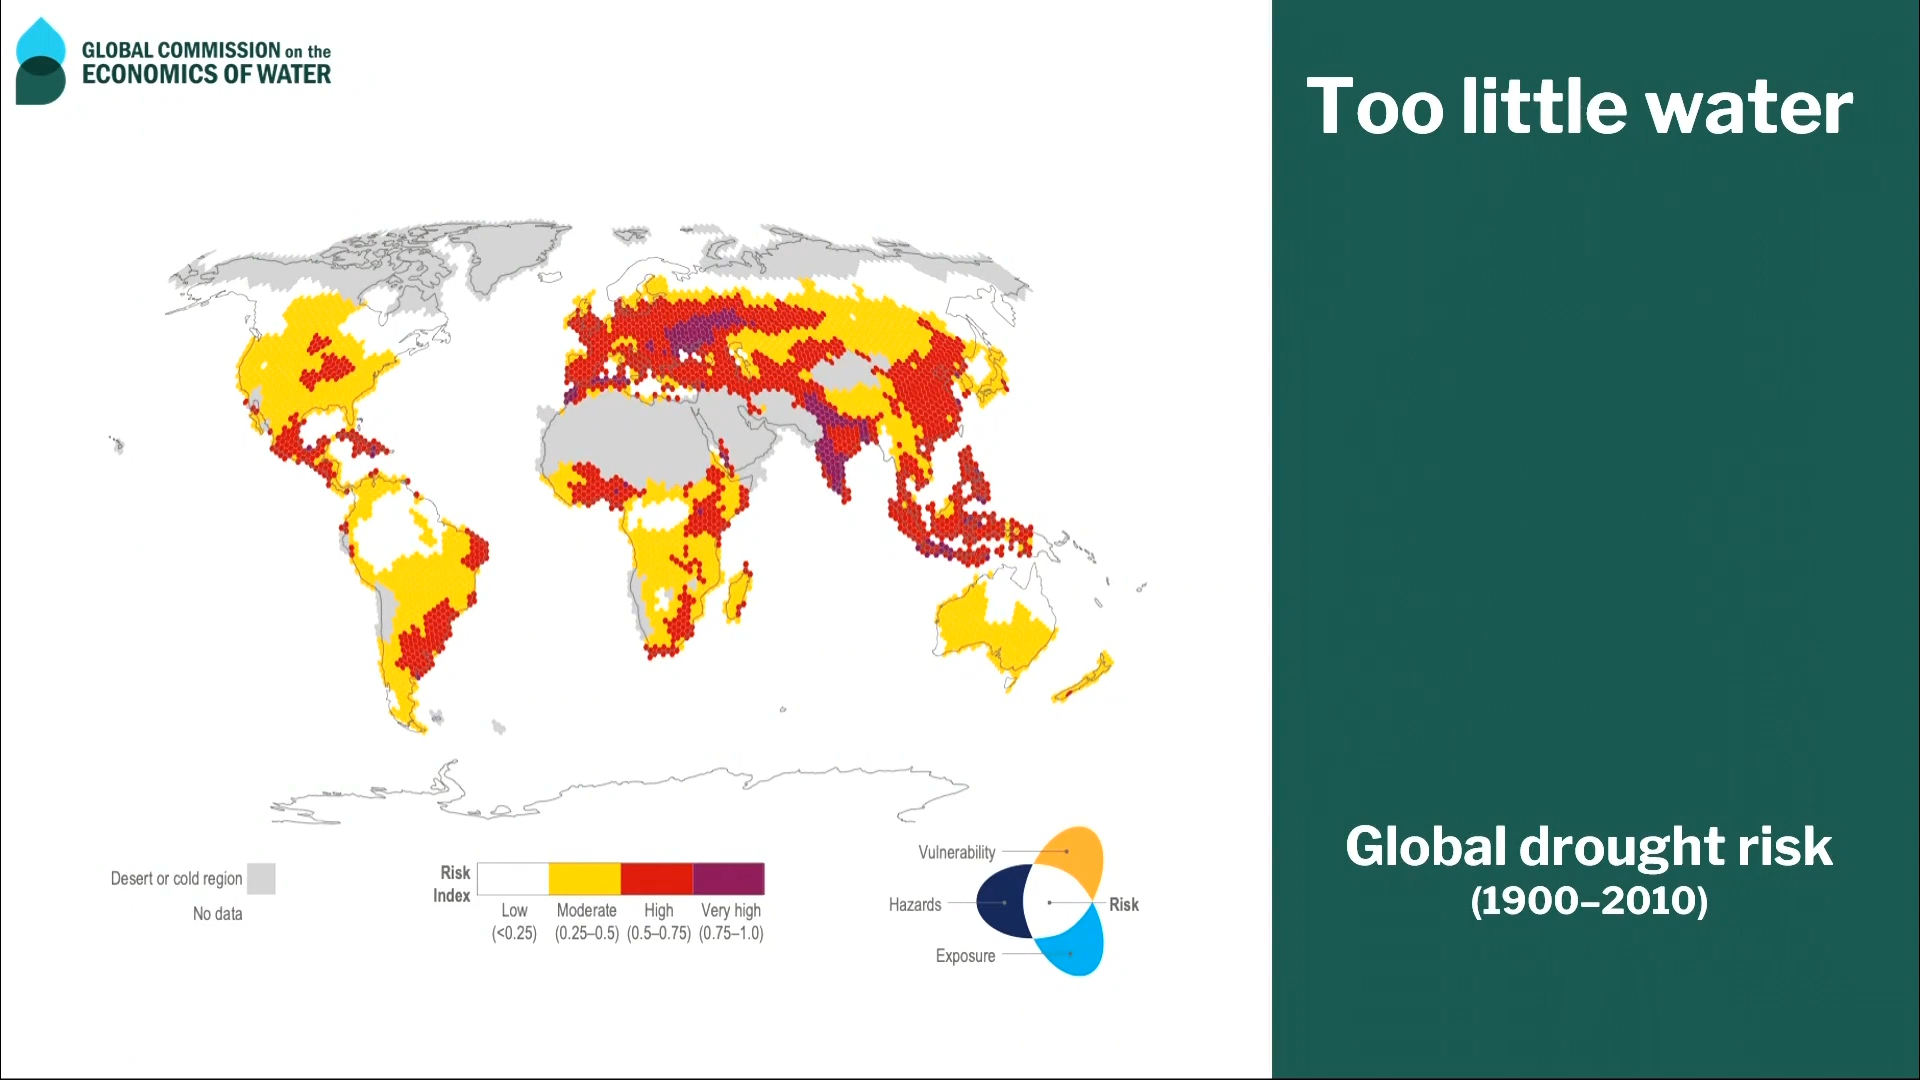 GLOBAL COMMISSION on the
ECONOMICS OF WATER
Too little water
Desert or cold region
No data
Risk
Index
Low
(<0.25)
Moderate
(0.25–0.5)
High
(0.5–0.75)
Very high
(0.75–1.0)
Vulnerability
Hazards
Risk
Exposure
Global drought risk
(1900–2010)